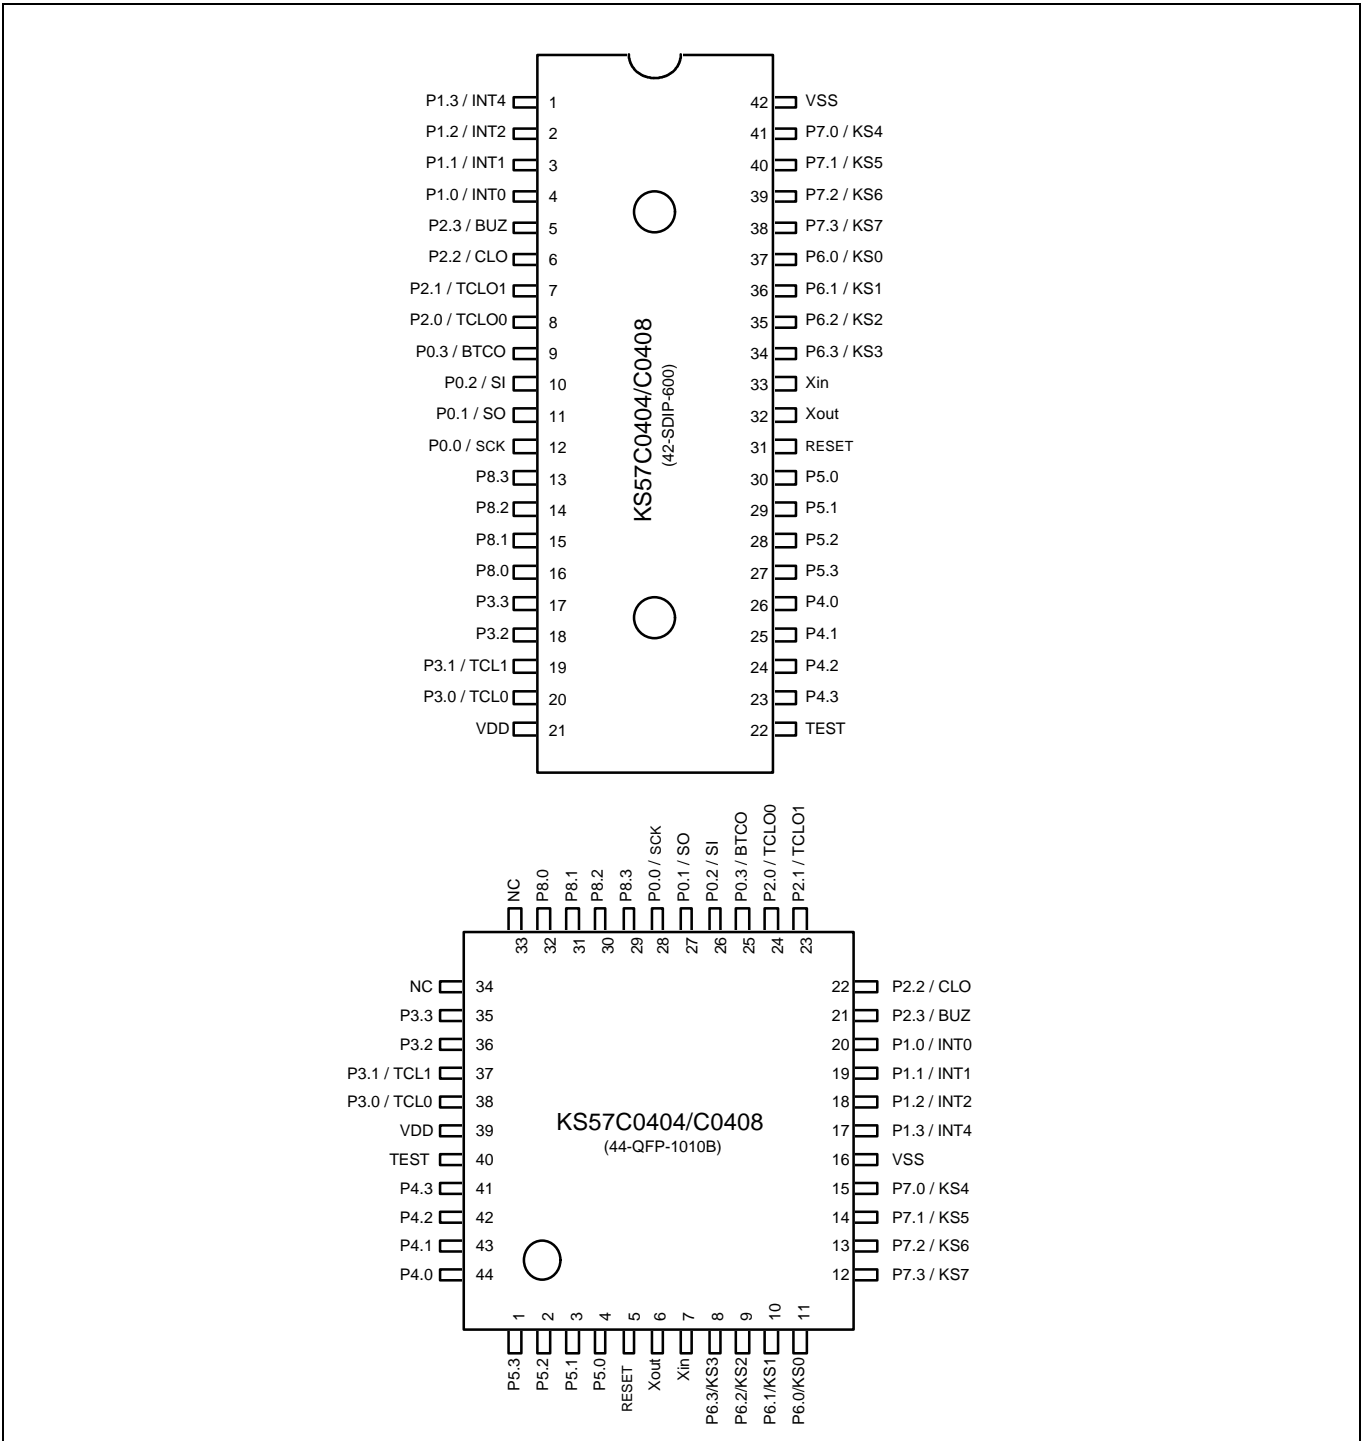 P1.3 / INT4 1 42 VSS
P1.2 / INT2 2 41 P7.0 / KS4
P1.1 / INT1 3 40 P7.1 / KS5
P1.0 / INT0 4 39 P7.2 / KS6
P2.3 / BUZ 5 38 P7.3 / KS7
P2.2 / CLO 6 37 P6.0 / KS0
P2.1 / TCLO1 7 36 P6.1 / KS1
P2.0 / TCLO0 8 35 P6.2 / KS2
P0.3 / BTCO 9 34 P6.3 / KS3
P0.2 / SI 10 33 Xin
P0.1 / SO 11 32 Xout
P0.0 / SCK 12 31 RESET
P8.3 13 30 P5.0
P8.2 14 29 P5.1
P8.1 15 28 P5.2
P8.0 16 27 P5.3
P3.3 17 26 P4.0
P3.2 18 25 P4.1
P3.1 / TCL1 19 24 P4.2
P3.0 / TCL0 20 23 P4.3
VDD 21 22 TEST
KS57C0404/C0408
(42-SDIP-600)
NC P8.0 P8.1 P8.2 P8.3 P0.0 / SCK P0.1 / SO P0.2 / SI P0.3 / BTCO P2.0 / TCLO0 P2.1 / TCLO1
33 32 31 30 29 28 27 26 25 24 23
NC 34 22 P2.2 / CLO
P3.3 35 21 P2.3 / BUZ
P3.2 36 20 P1.0 / INT0
P3.1 / TCL1 37 19 P1.1 / INT1
P3.0 / TCL0 38 18 P1.2 / INT2
VDD 39 17 P1.3 / INT4
TEST 40 16 VSS
P4.3 41 15 P7.0 / KS4
P4.2 42 14 P7.1 / KS5
P4.1 43 13 P7.2 / KS6
P4.0 44 12 P7.3 / KS7
KS57C0404/C0408
(44-QFP-1010B)
1 2 3 4 5 6 7 8 9 10 11
P5.3 P5.2 P5.1 P5.0 RESET Xout Xin P6.3/KS3 P6.2/KS2 P6.1/KS1 P6.0/KS0